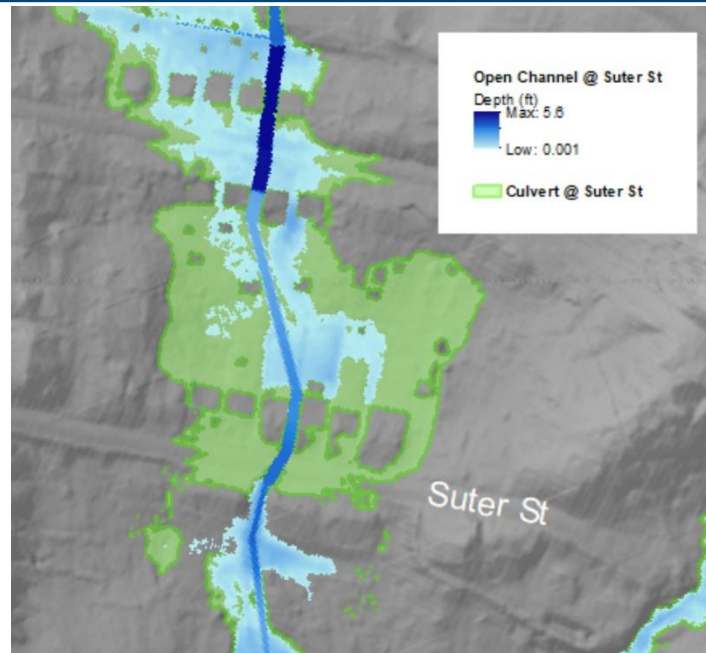 Open Channel @ Suter St
Depth (ft)
Max: 5.6
Low: 0.001
Culvert @ Suter St
Suter St